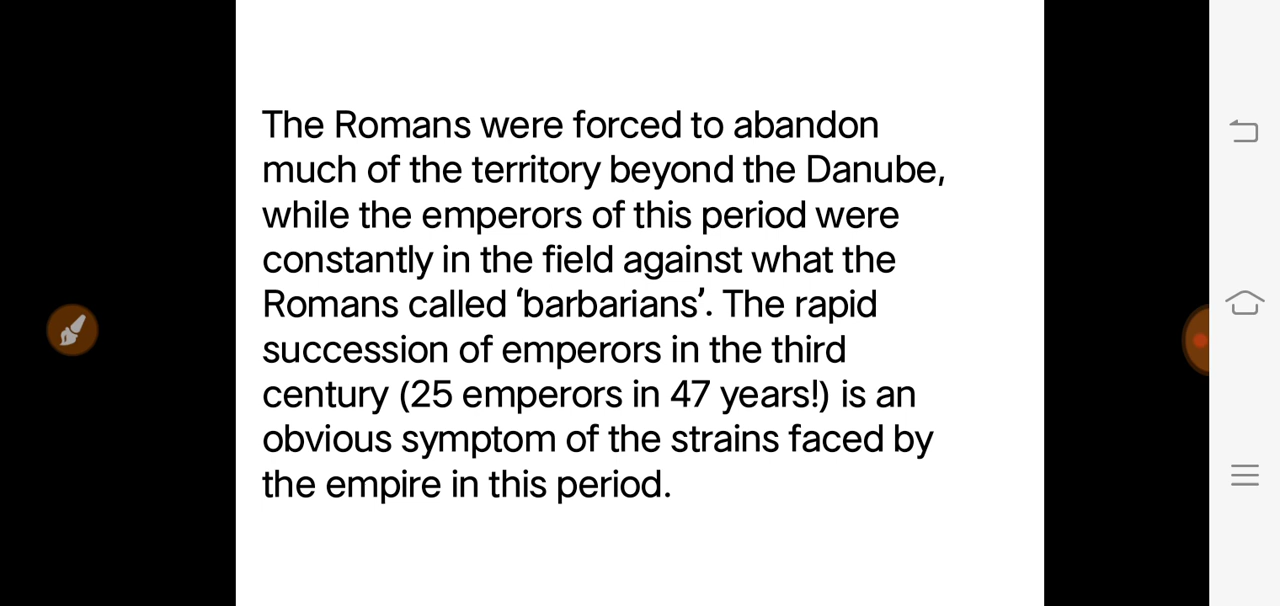 The Romans were forced to abandon
much of the territory beyond the Danube,
while the emperors of this period were
constantly in the field against what the
Romans called ‘barbarians’. The rapid
succession of emperors in the third
century (25 emperors in 47 years!) is an
obvious symptom of the strains faced by
the empire in this period.